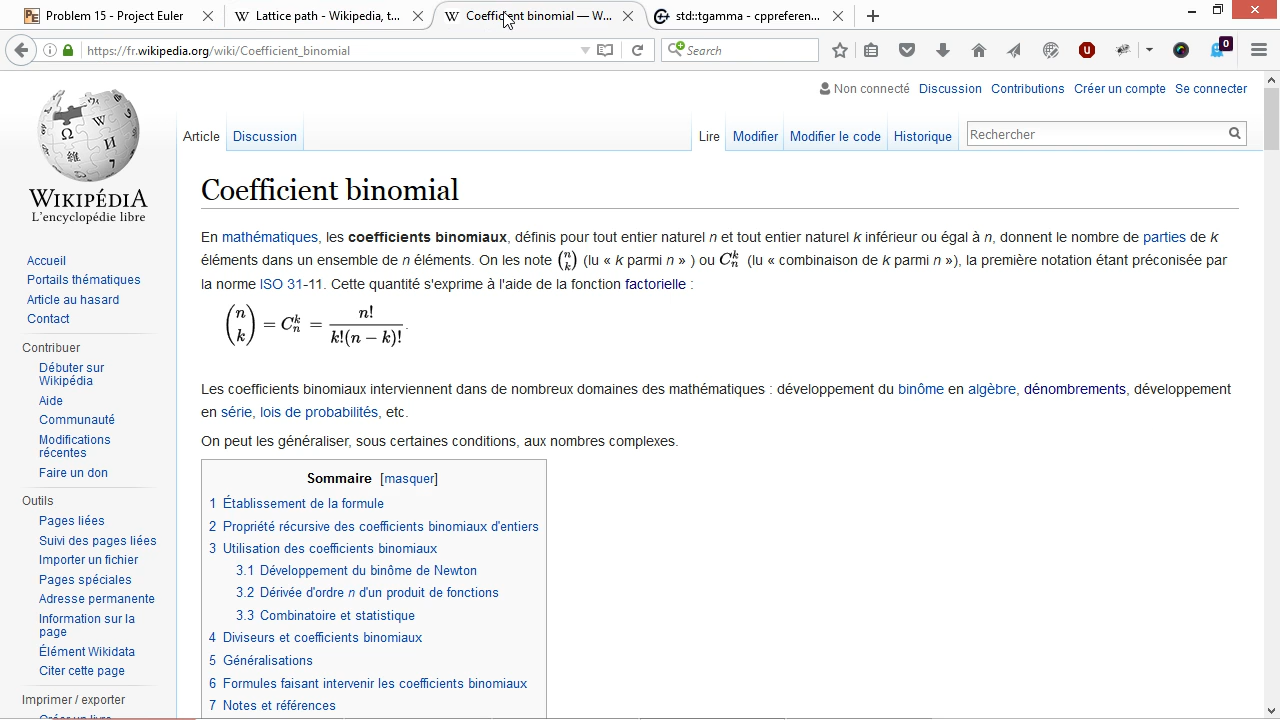 Problem 15 - Project Euler
Lattice path - Wikipedia, t...
Coefficient binomial — W...
std::tgamma - cppreferen...
https://fr.wikipedia.org/wiki/Coefficient_binomial
Search
0
Non connecté Discussion Contributions Créer un compte Se connecter
Article Discussion Lire Modifier Modifier le code Historique Rechercher
WIKIPÉDIA
L'encyclopédie libre
Accueil
Portails thématiques
Article au hasard
Contact
Contribuer
Débuter sur
Wikipédia
Aide
Communauté
Modifications
récentes
Faire un don
Outils
Pages liées
Suivi des pages liées
Importer un fichier
Pages spéciales
Adresse permanente
Information sur la
page
Élément Wikidata
Citer cette page
Imprimer / exporter
Créer un livre
Coefficient binomial
En mathématiques, les coefficients binomiaux, définis pour tout entier naturel n et tout entier naturel k inférieur ou égal à n, donnent le nombre de parties de k
éléments dans un ensemble de n éléments. On les note (n k) (lu « k parmi n » ) ou C_n^k (lu « combinaison de k parmi n »), la première notation étant préconisée par
la norme ISO 31-11. Cette quantité s'exprime à l'aide de la fonction factorielle :
(n k) = C_n^k = n! / k!(n − k)!.
Les coefficients binomiaux interviennent dans de nombreux domaines des mathématiques : développement du binôme en algèbre, dénombrements, développement
en série, lois de probabilités, etc.
On peut les généraliser, sous certaines conditions, aux nombres complexes.
Sommaire [masquer]
1 Établissement de la formule
2 Propriété récursive des coefficients binomiaux d'entiers
3 Utilisation des coefficients binomiaux
3.1 Développement du binôme de Newton
3.2 Dérivée d'ordre n d'un produit de fonctions
3.3 Combinatoire et statistique
4 Diviseurs et coefficients binomiaux
5 Généralisations
6 Formules faisant intervenir les coefficients binomiaux
7 Notes et références